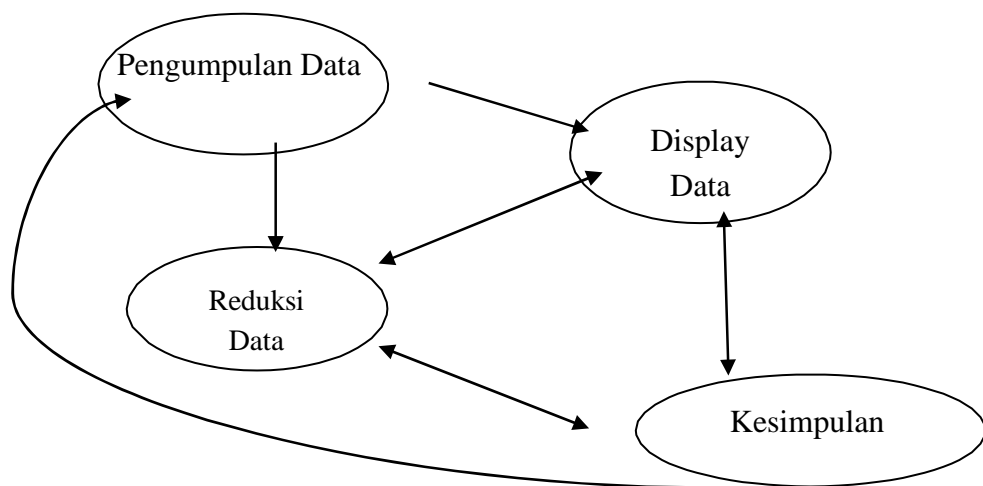 Pengumpulan Data
Display
Data
Reduksi
Data
Kesimpulan